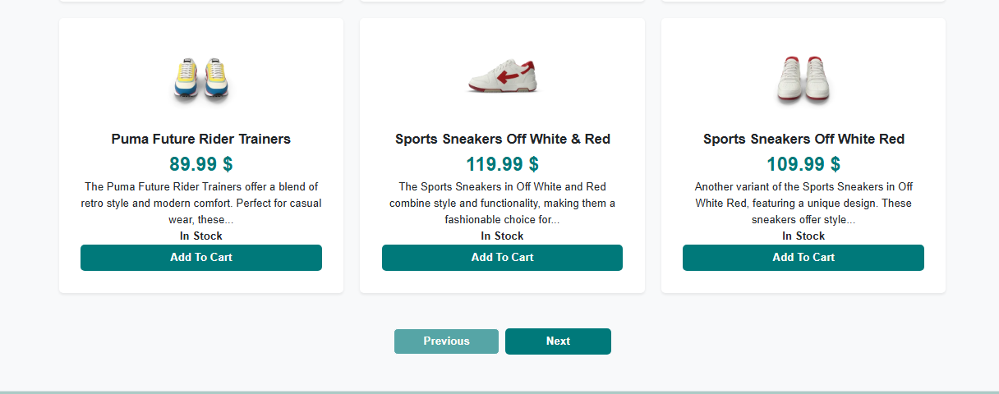 Puma Future Rider Trainers
89.99 $
The Puma Future Rider Trainers offer a blend of
retro style and modern comfort. Perfect for casual
wear, these...
In Stock
Add To Cart
Sports Sneakers Off White & Red
119.99 $
The Sports Sneakers in Off White and Red
combine style and functionality, making them a
fashionable choice for...
In Stock
Add To Cart
Sports Sneakers Off White Red
109.99 $
Another variant of the Sports Sneakers in Off
White Red, featuring a unique design. These
sneakers offer style...
In Stock
Add To Cart
Previous
Next